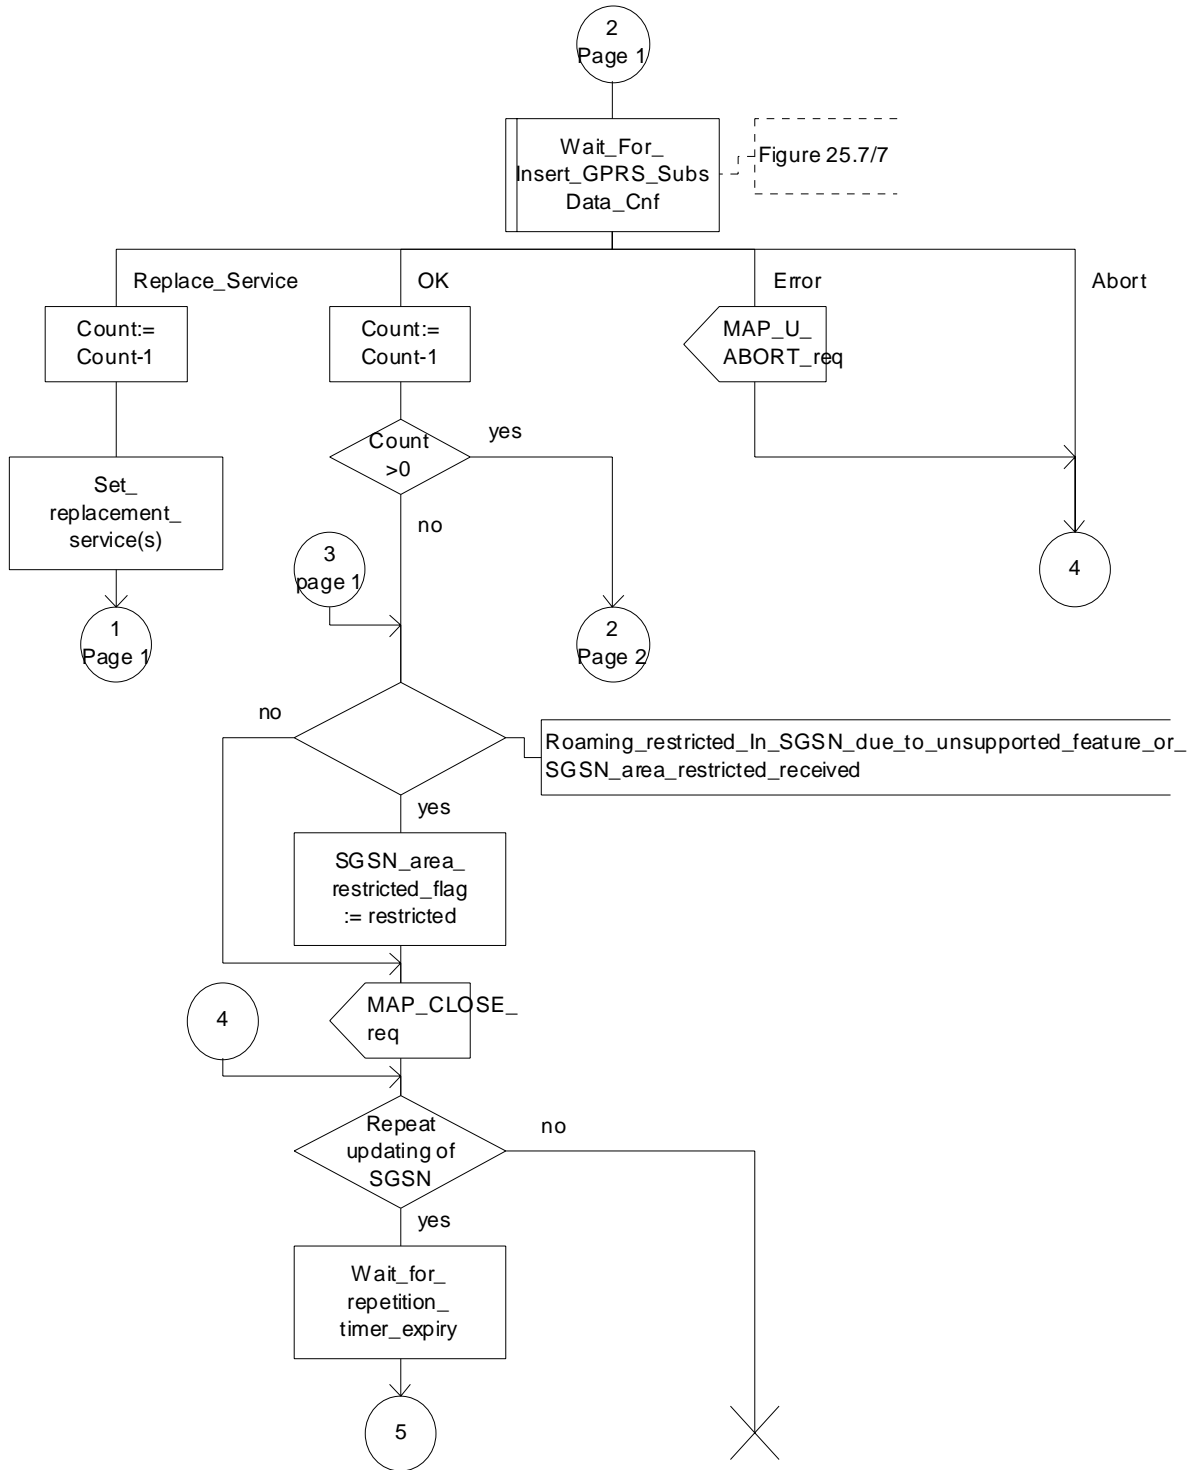 2
Page 1
Wait_For_
Insert_GPRS_Subs
Data_Cnf
Figure 25.7/7
Replace_Service
OK
Error
Abort
Count:=
Count-1
Count:=
Count-1
MAP_U_
ABORT_req
Count
>0
yes
no
Set_
replacement_
service(s)
3
page 1
4
1
Page 1
2
Page 2
no
Roaming_restricted_In_SGSN_due_to_unsupported_feature_or_
SGSN_area_restricted_received
yes
SGSN_area_
restricted_flag
:= restricted
4
MAP_CLOSE_
req
Repeat
updating of
SGSN
no
yes
Wait_for_
repetition_
timer_expiry
5